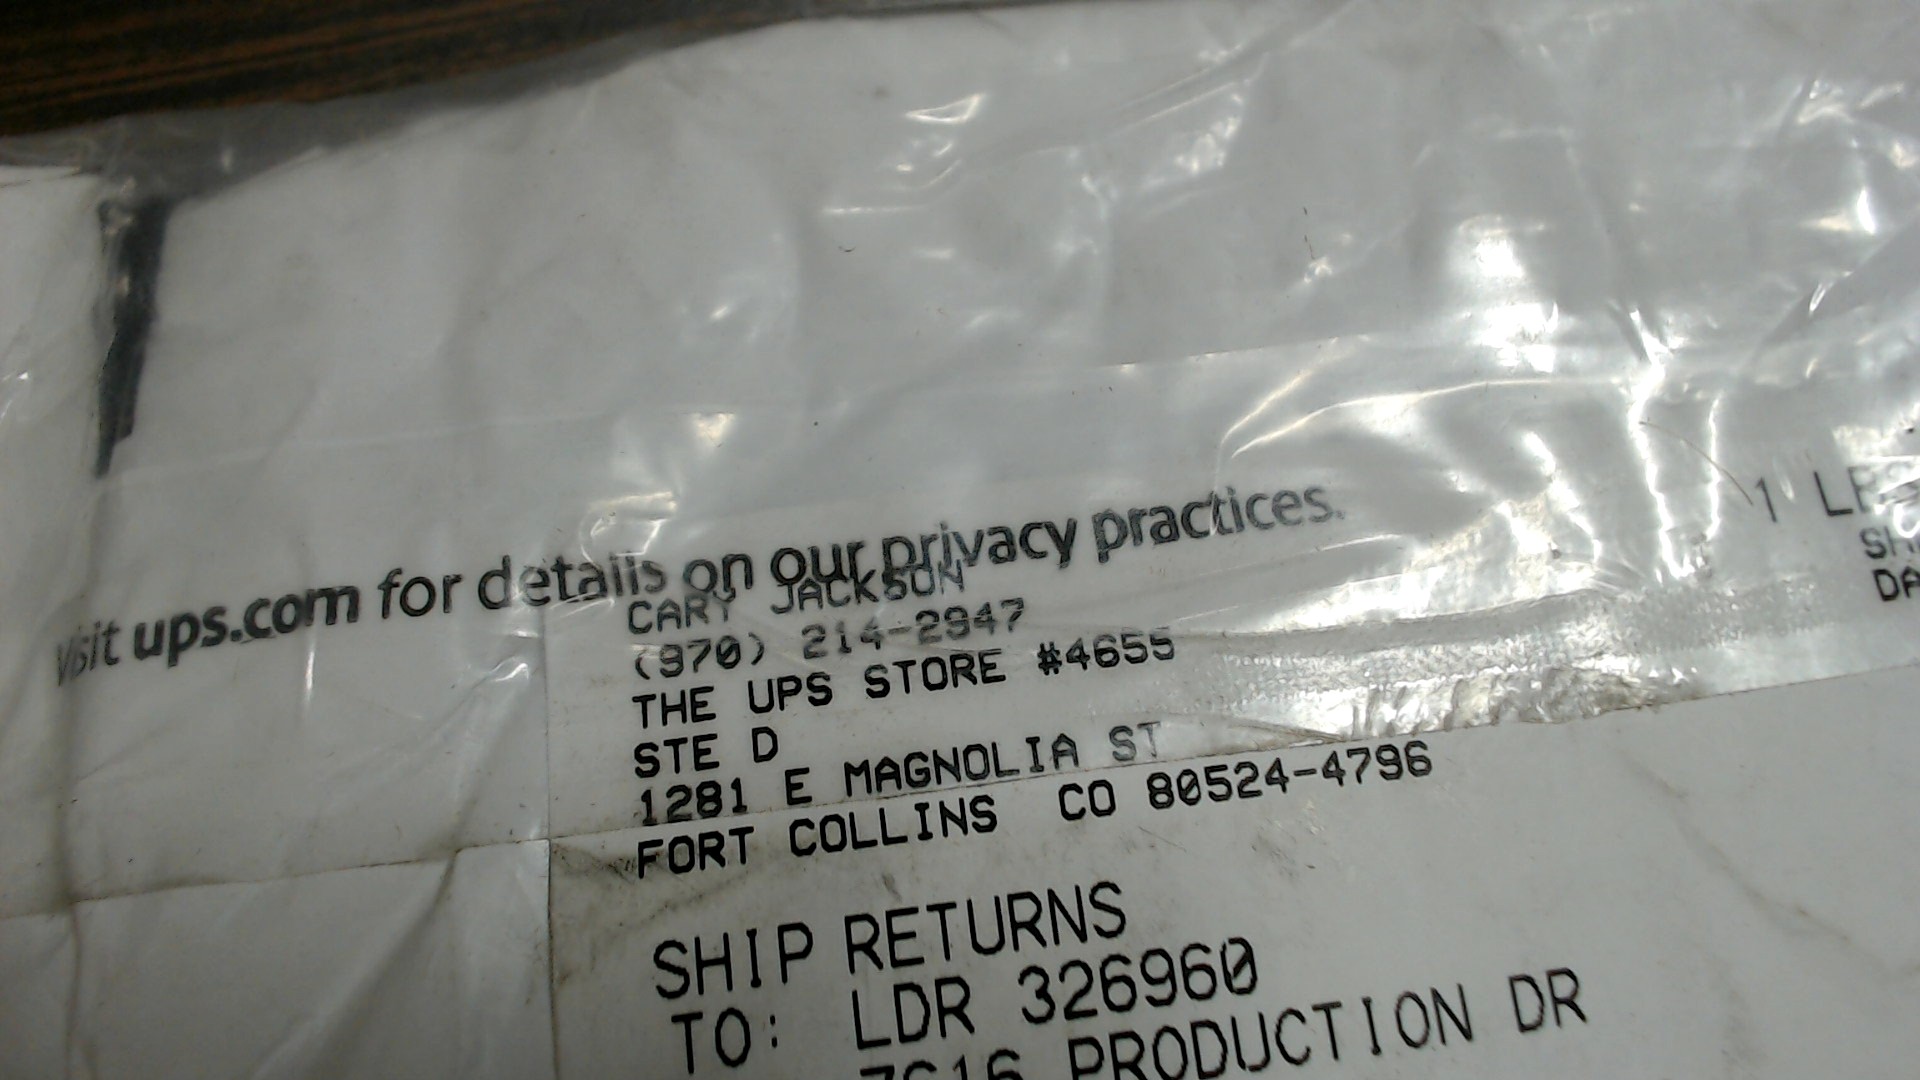 visit ups.com for details on our privacy practices.
1
CARY JACKSON
(970) 214-2947
THE UPS STORE #4655
STE D
1281 E MAGNOLIA ST
FORT COLLINS CO 80524-4796
SHIP RETURNS
TO: LDR 326960
PRODUCTION DR